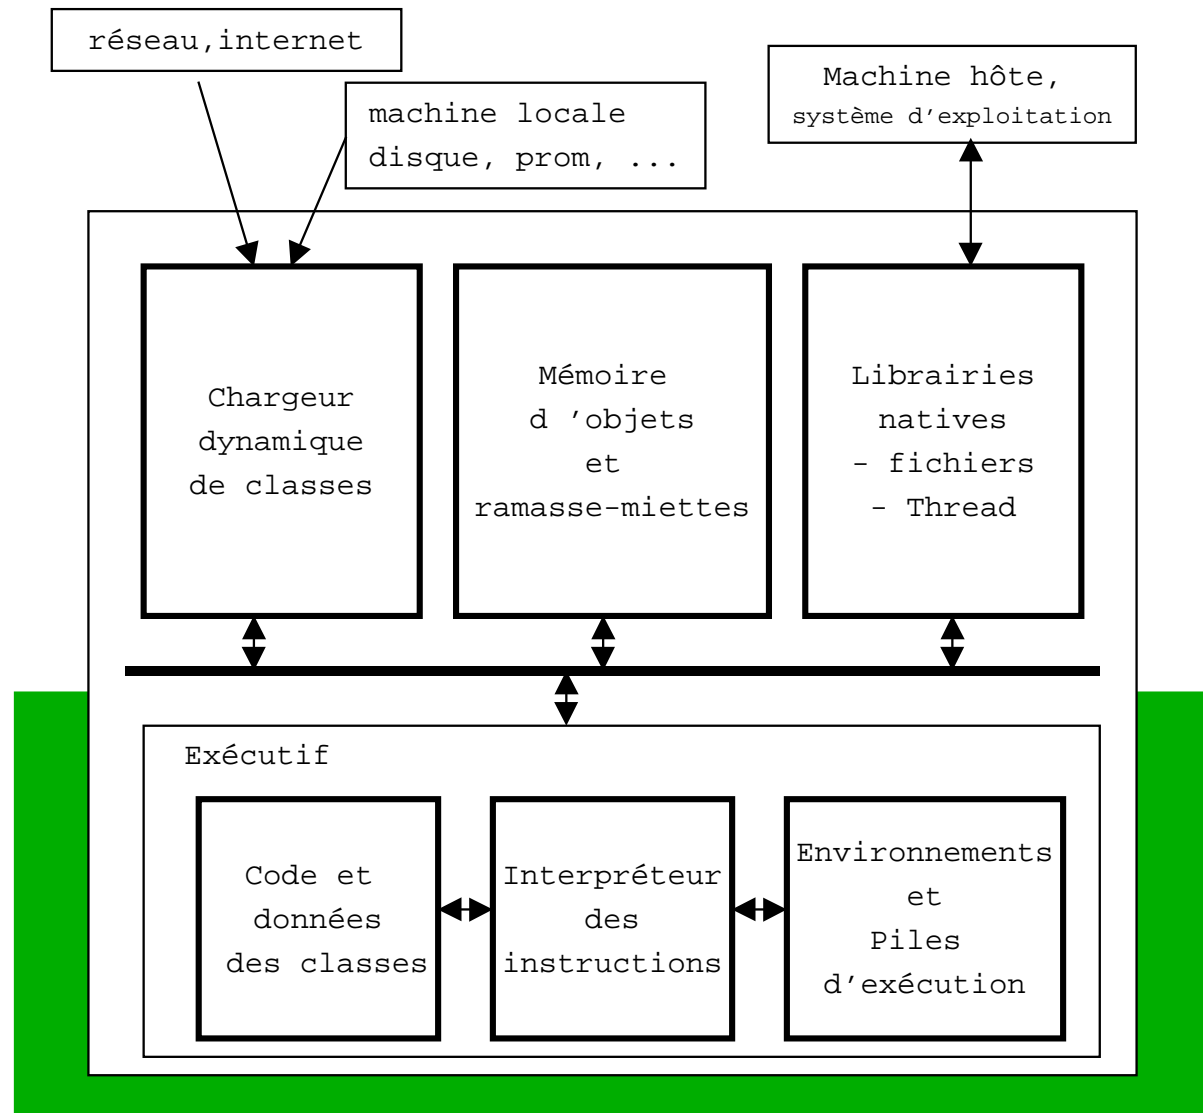 réseau,internet
machine locale
disque, prom, ...
Machine hôte,
système d'exploitation
Chargeur
dynamique
de classes
Mémoire
d ’objets
et
ramasse-miettes
Librairies
natives
- fichiers
- Thread
Exécutif
Code et
données
des classes
Interpréteur
des
instructions
Environnements
et
Piles
d'exécution